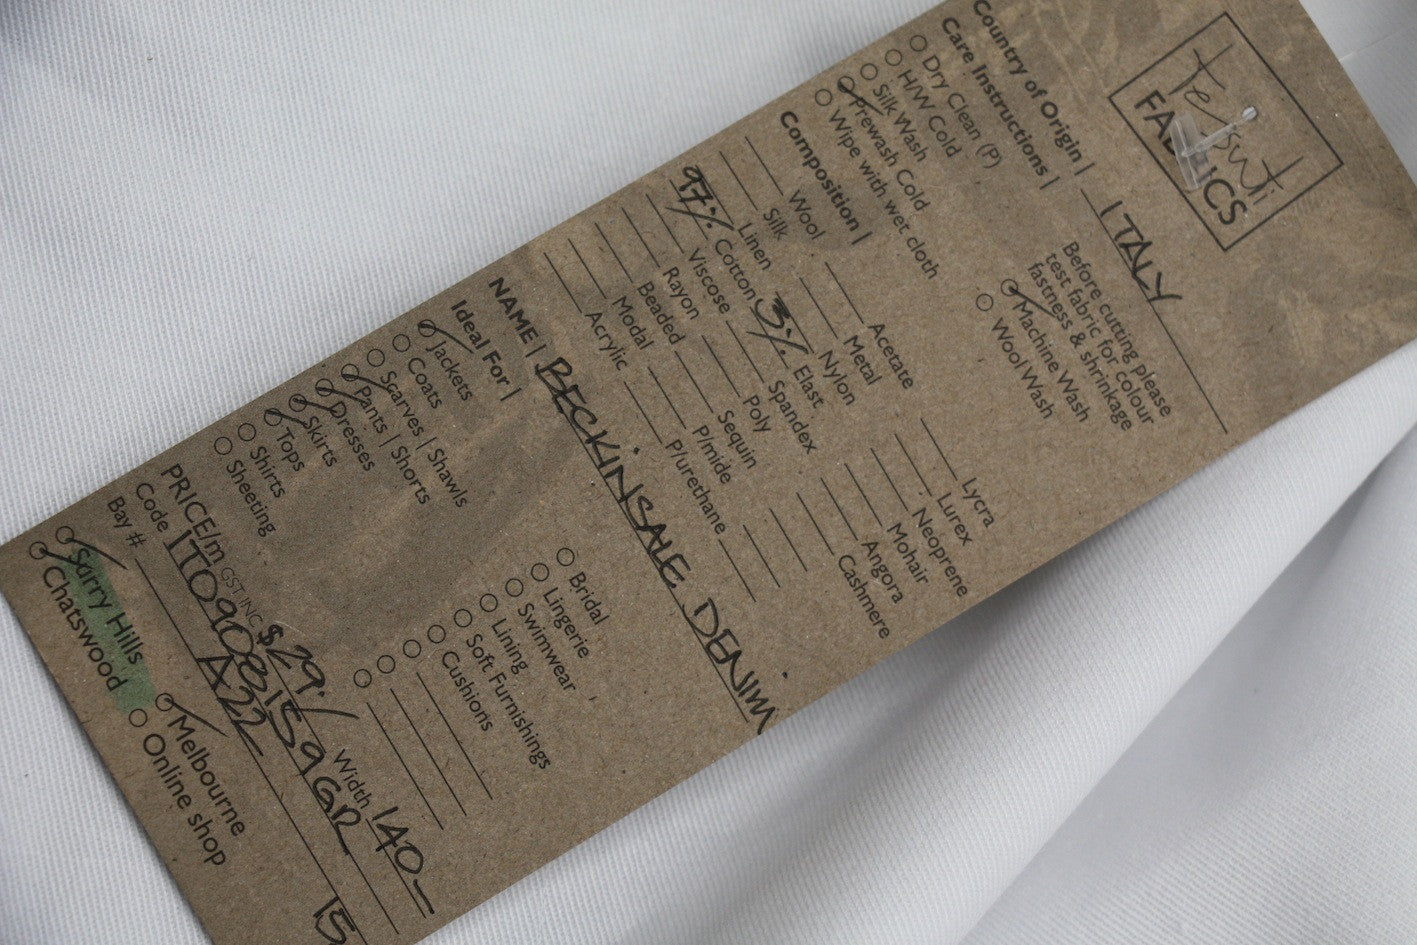 tessuti
FABRICS
Country of Origin | ITALY
Care Instructions |
Dry Clean (P)
H/W Cold
Silk Wash
Prewash Cold
Wipe with wet cloth
Before cutting please
test fabric for colour
fastness & shrinkage
Machine Wash
Wool Wash
Composition |
Wool
Silk
Linen
97% Cotton
Viscose
Rayon
Beaded
Modal
Acrylic
Acetate
Metal
Nylon
3% Elast
Spandex
Poly
Sequin
P/mide
P/urethane
Lycra
Lurex
Neoprene
Mohair
Angora
Cashmere
NAME | BECKINSALE DENIM
Ideal For |
Jackets
Coats
Scarves | Shawls
Pants | Shorts
Dresses
Skirts
Tops
Shirts
Sheeting
Bridal
Lingerie
Swimwear
Lining
Soft Furnishings
Cushions
PRICE/m GST INC $29./ Width 140-
Code ITO908159GR
Bay # A22 15
Surry Hills
Chatswood
Melbourne
Online shop